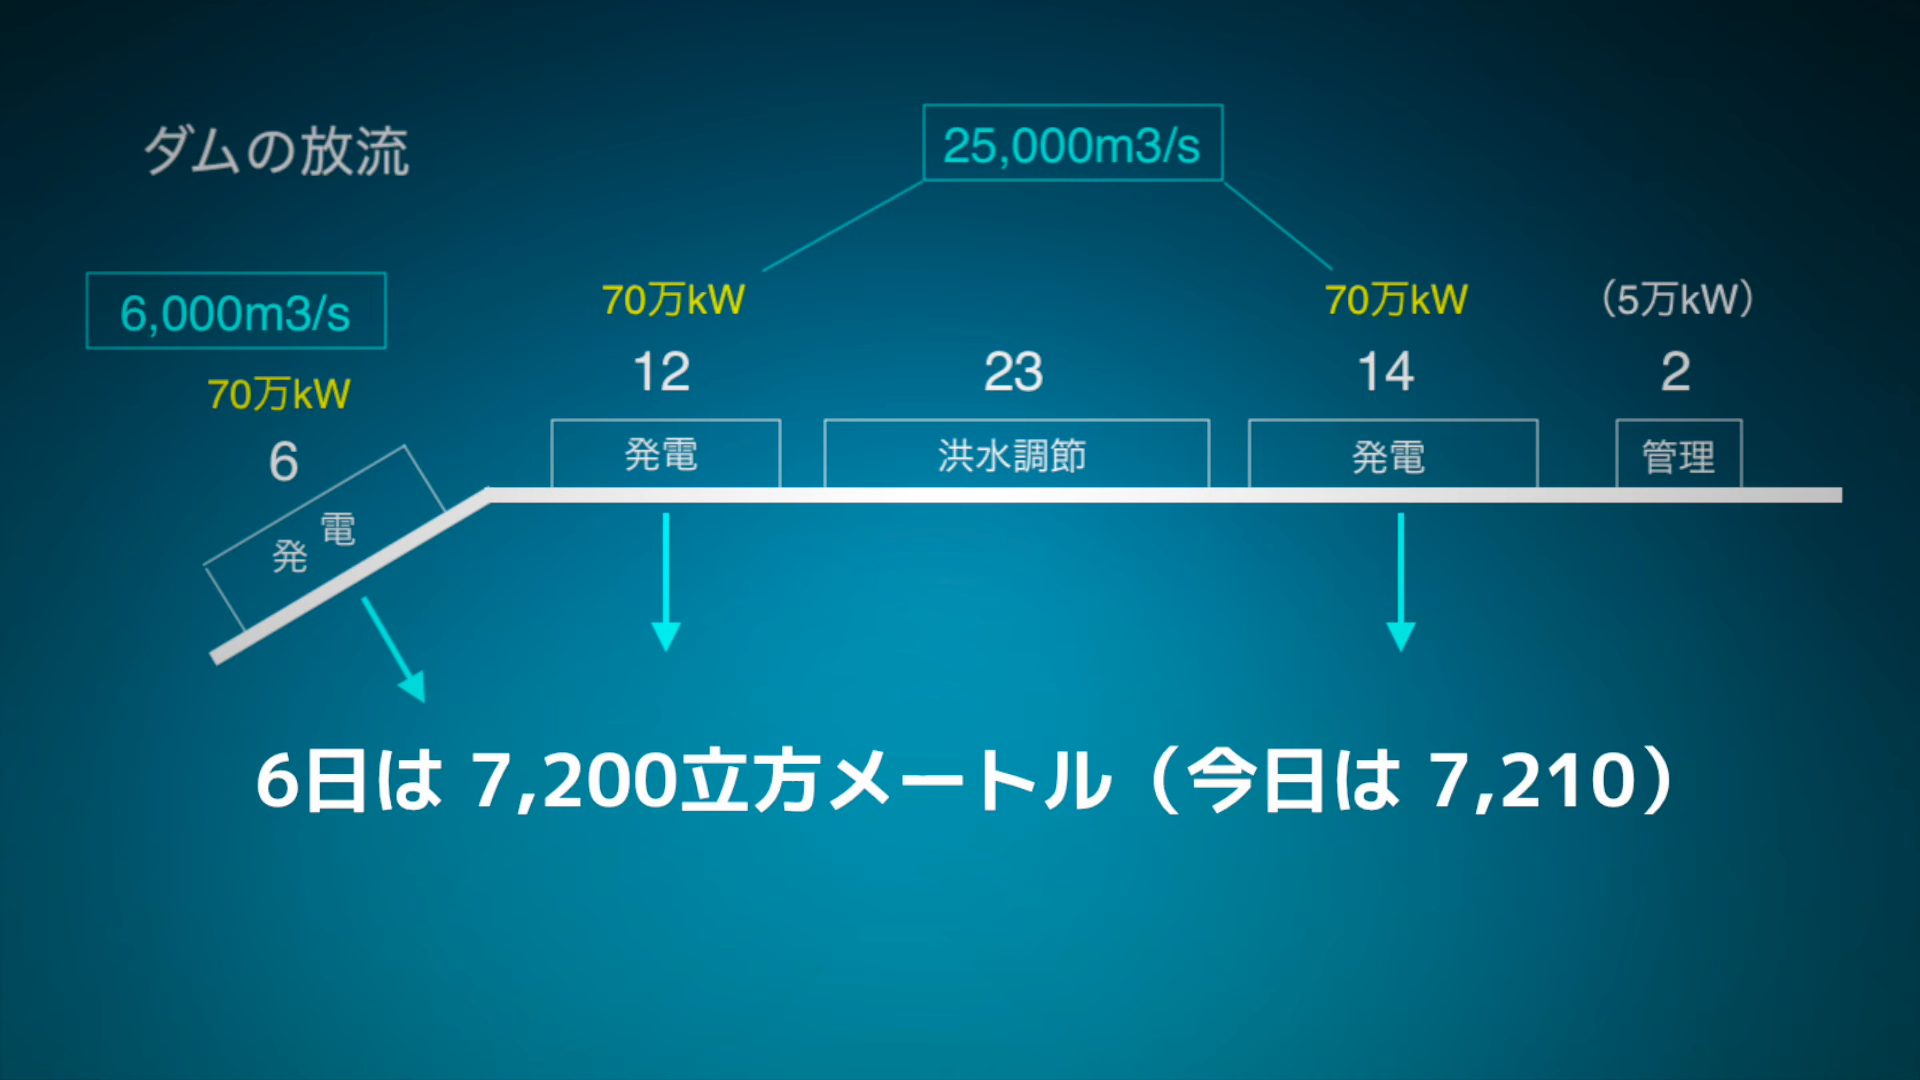 ダムの放流
25,000m3/s
6,000m3/s
70万kW
6
発電
70万kW
12
発電
23
洪水調節
70万kW
14
発電
（5万kW）
2
管理
6日は 7,200立方メートル（今日は 7,210）